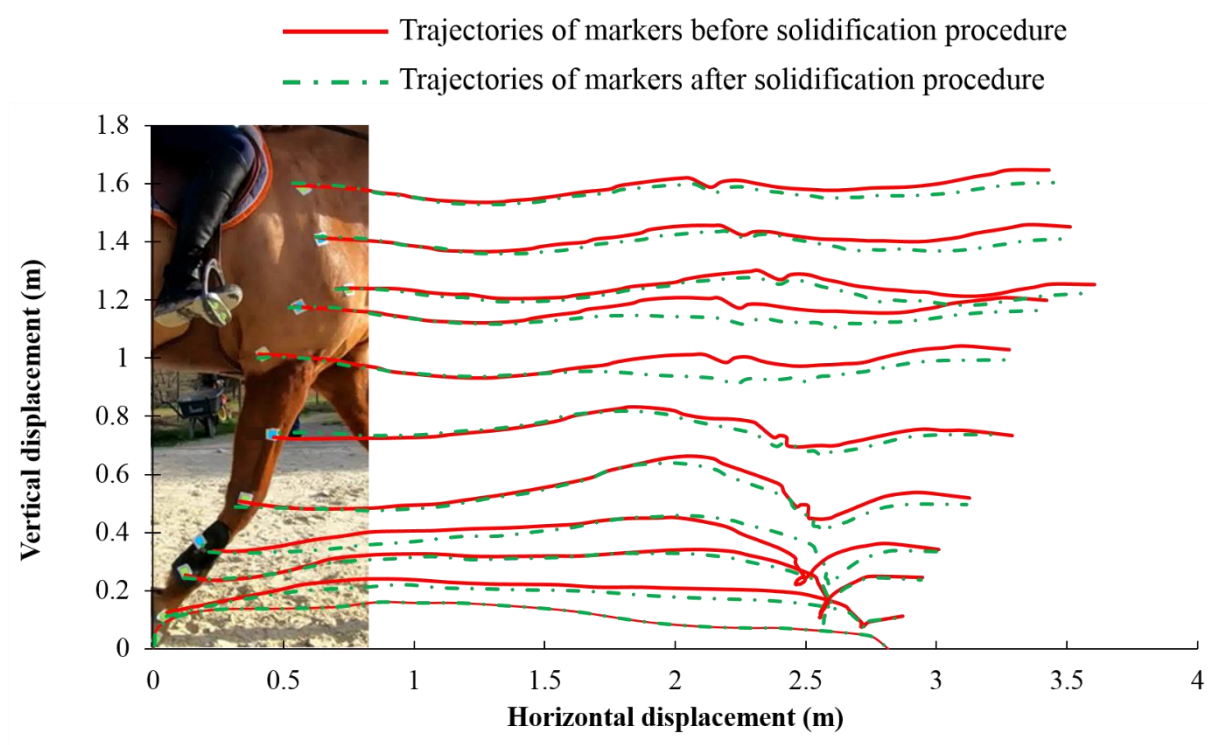 Trajectories of markers before solidification procedure
Trajectories of markers after solidification procedure
Vertical displacement (m)
1.8
1.6
1.4
1.2
1
0.8
0.6
0.4
0.2
0
0 0.5 1 1.5 2 2.5 3 3.5 4
Horizontal displacement (m)